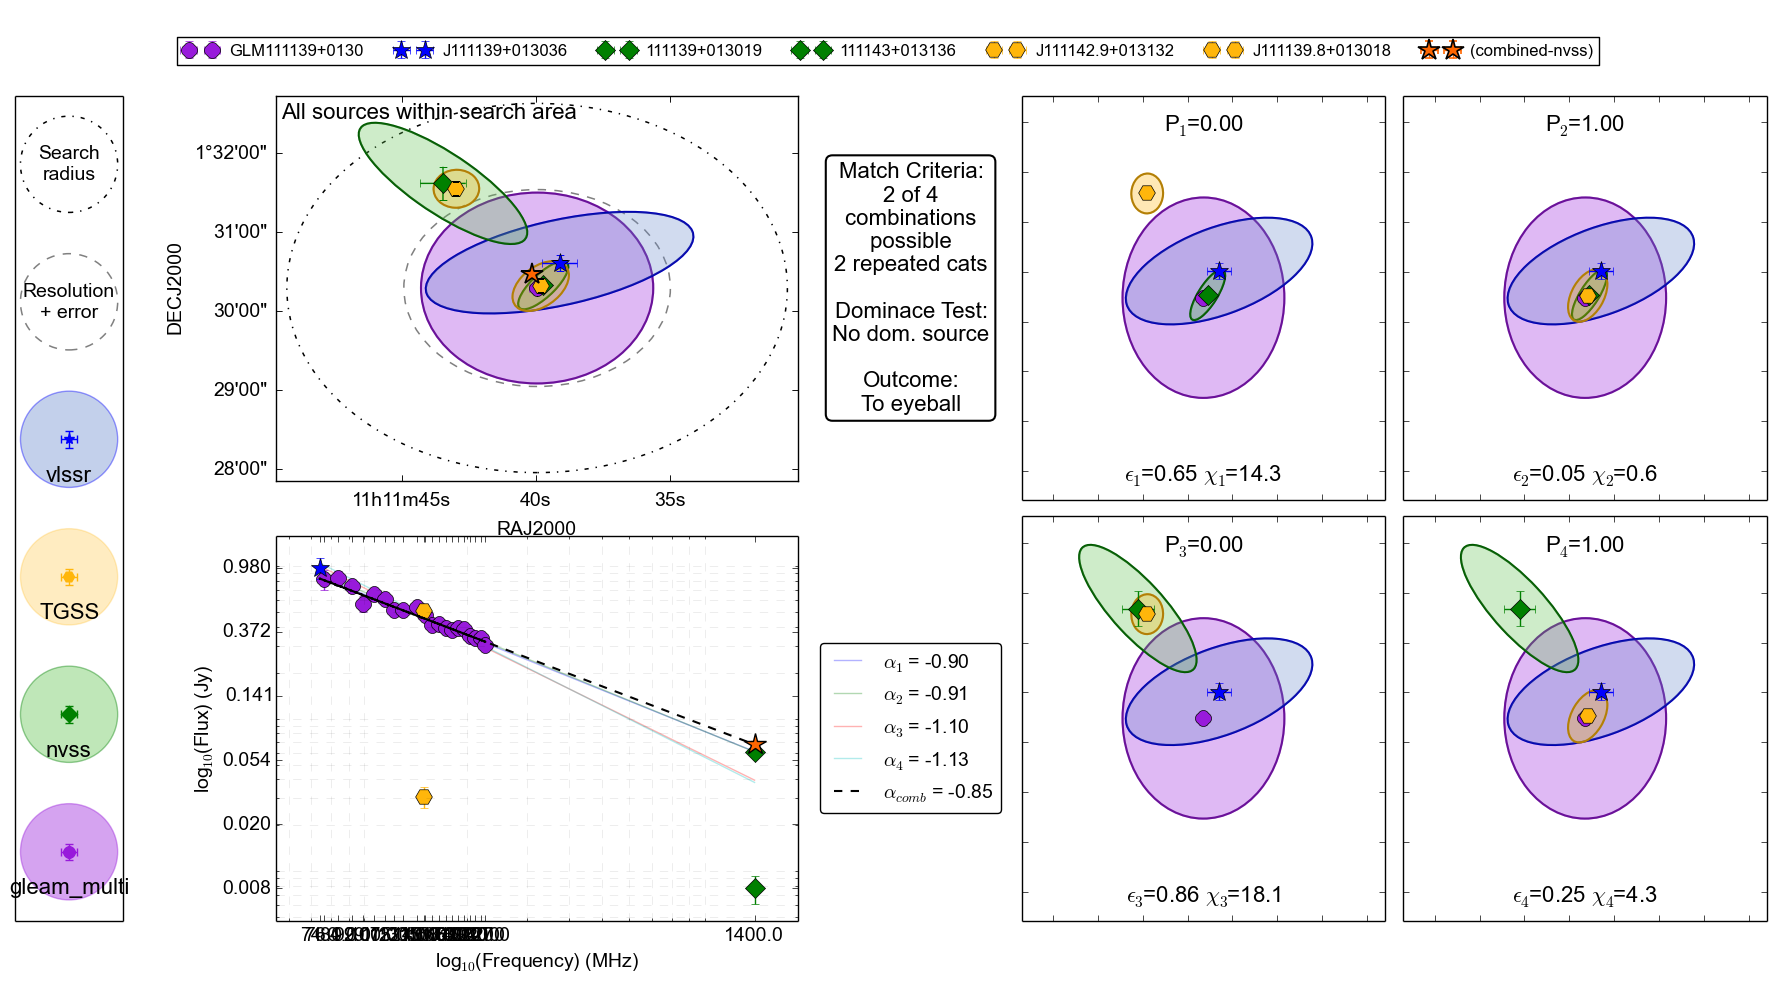 GLM111139+0130 J111139+013036 111139+013019 111143+013136 J111142.9+013132 J111139.8+013018 (combined-nvss)
Search
radius
Resolution
+ error
vlssr
TGSS
nvss
gleam_multi
All sources within search area
DECJ2000
1°32'00"
31'00"
30'00"
29'00"
28'00"
11h11m45s 40s 35s
RAJ2000
Match Criteria:
2 of 4
combinations
possible
2 repeated cats
Dominace Test:
No dom. source
Outcome:
To eyeball
P1=0.00
ϵ1=0.65 χ1=14.3
P2=1.00
ϵ2=0.05 χ2=0.6
log10(Flux) (Jy)
0.980
0.372
0.141
0.054
0.020
0.008
1400.0
log10(Frequency) (MHz)
α1 = -0.90
α2 = -0.91
α3 = -1.10
α4 = -1.13
αcomb = -0.85
P3=0.00
ϵ3=0.86 χ3=18.1
P4=1.00
ϵ4=0.25 χ4=4.3